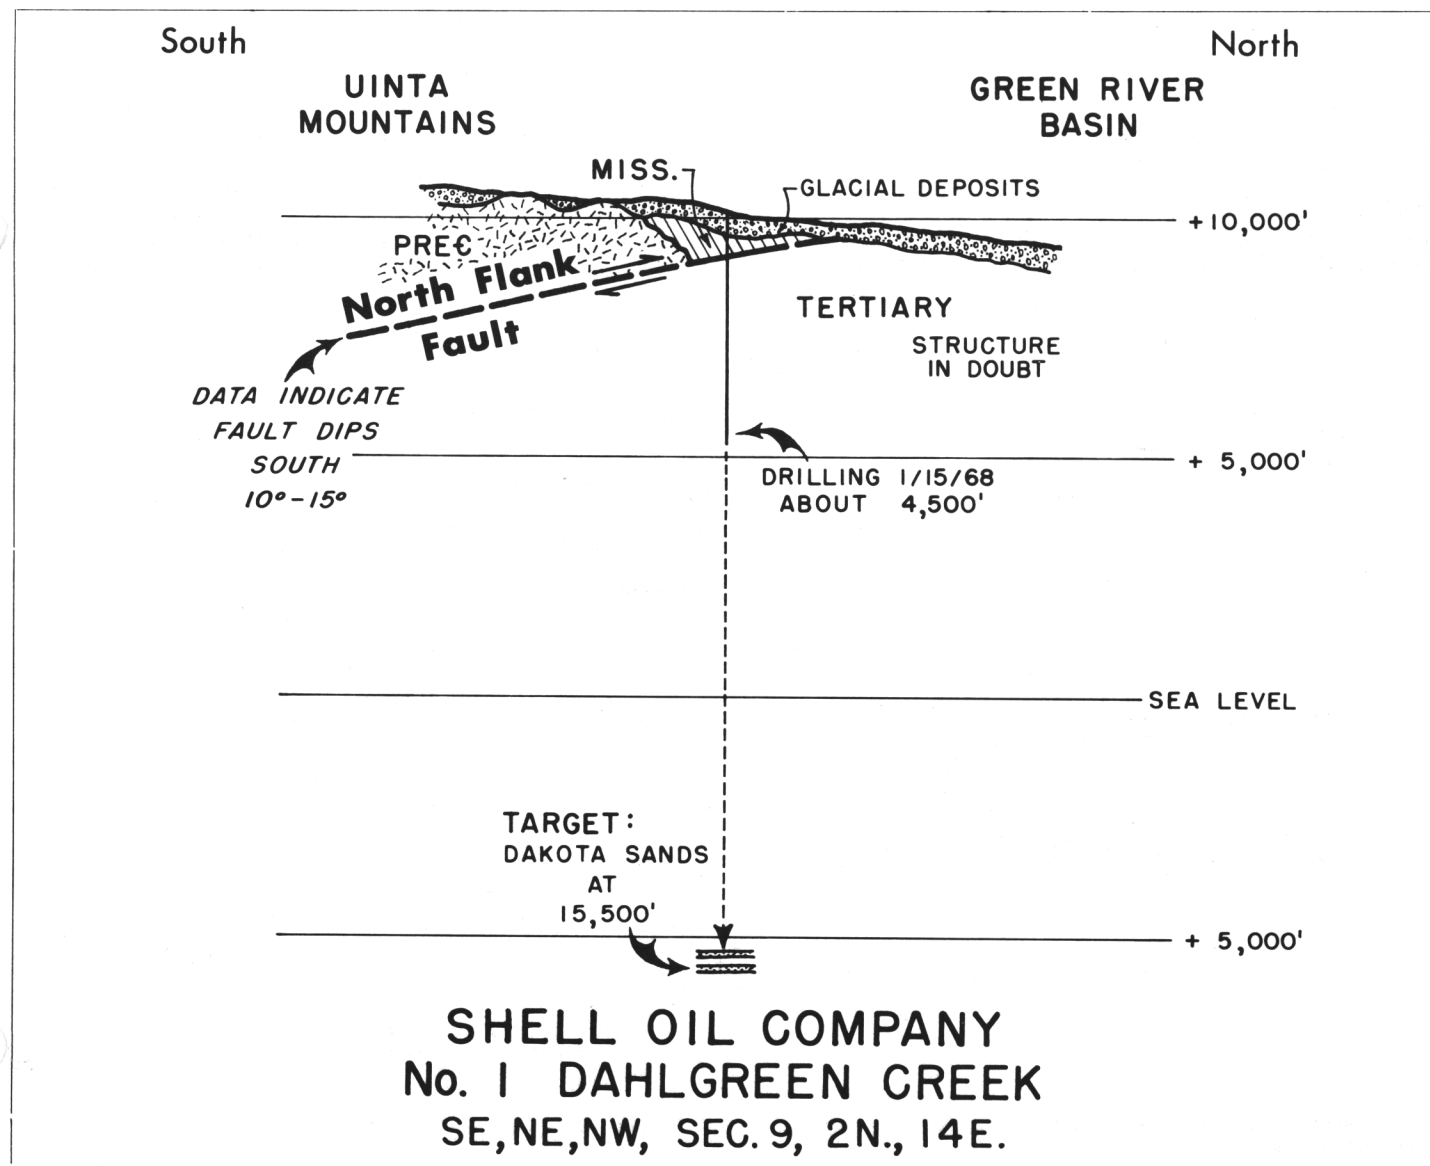 South
North
UINTA
MOUNTAINS
GREEN RIVER
BASIN
MISS.
GLACIAL DEPOSITS
+10,000'
PRЄ
North Flank
Fault
TERTIARY
STRUCTURE
IN DOUBT
DATA INDICATE
FAULT DIPS
SOUTH
10°-15°
+ 5,000'
DRILLING 1/15/68
ABOUT 4,500'
SEA LEVEL
TARGET:
DAKOTA SANDS
AT
15,500'
+ 5,000'
SHELL OIL COMPANY
No. 1 DAHLGREEN CREEK
SE,NE,NW, SEC. 9, 2N., 14E.